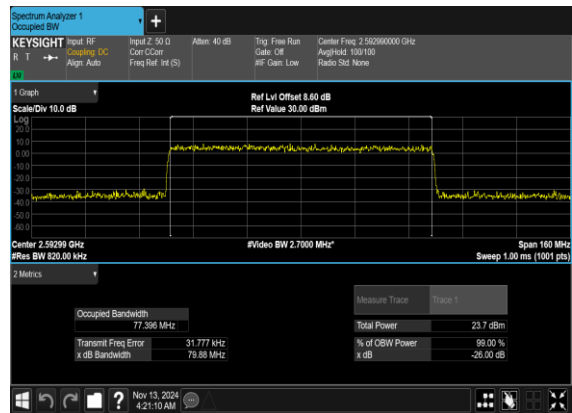 Spectrum Analyzer 1
Occupied BW
+
KEYSIGHT Input: RF Input Z: 50 Ω Atten: 40 dB Trig: Free Run Center Freq: 2.592990000 GHz
R T Coupling: DC Corr CCorr Gate: Off Avg|Hold: 100/100
Align: Auto Freq Ref: Int (S) #IF Gain: Low Radio Std: None
1 Graph
Ref Lvl Offset 8.60 dB
Scale/Div 10.0 dB Ref Value 30.00 dBm
Log
20.0
10.0
0.00
-10.0
-20.0
-30.0
-40.0
-50.0
-60.0
Center 2.59299 GHz #Video BW 2.7000 MHz* Span 160 MHz
#Res BW 820.00 kHz Sweep 1.00 ms (1001 pts)
2 Metrics
Measure Trace Trace 1
Occupied Bandwidth
77.396 MHz Total Power 23.7 dBm
Transmit Freq Error 31.777 kHz % of OBW Power 99.00 %
x dB Bandwidth 79.88 MHz x dB -26.00 dB
? Nov 13, 2024
4:21:10 AM